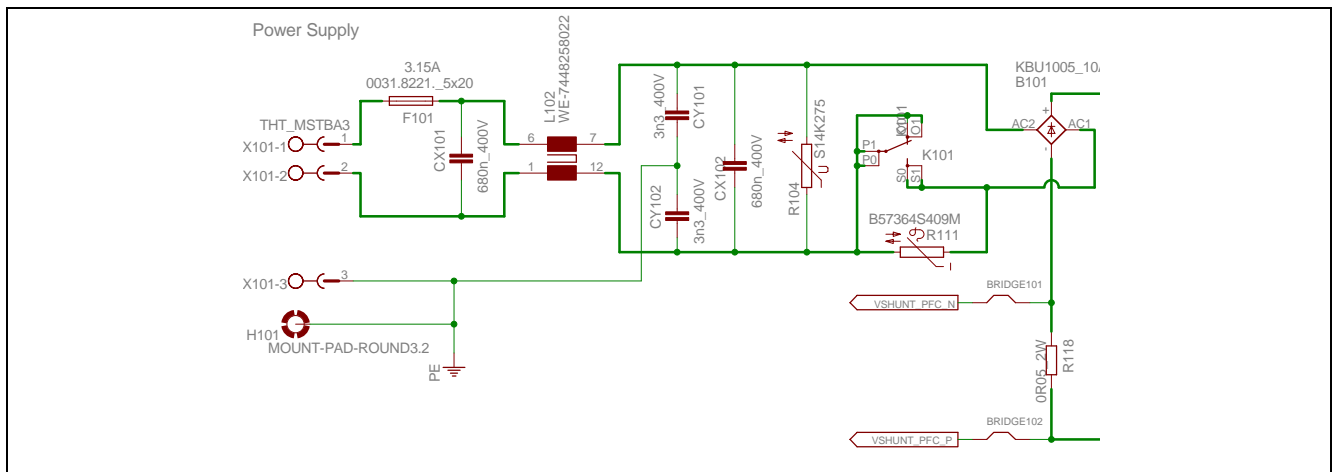 Power Supply
3.15A
0031.8221._5x20
F101
THT_MSTBA3
X101-1
1
X101-2
2
CX101
680n_400V
L102
WE-7448258022
6
7
1
12
3n3_400V
CY101
CY102
3n3_400V
CX102
680n_400V
S14K275
R104
U
P1
P0
O1
K101
S0
S1
B57364S409M
R111
KBU1005_10A
B101
+
AC2
AC1
-
X101-3
3
H101
MOUNT-PAD-ROUND3.2
PE
VSHUNT_PFC_N
BRIDGE101
0R05_2W
R118
VSHUNT_PFC_P
BRIDGE102